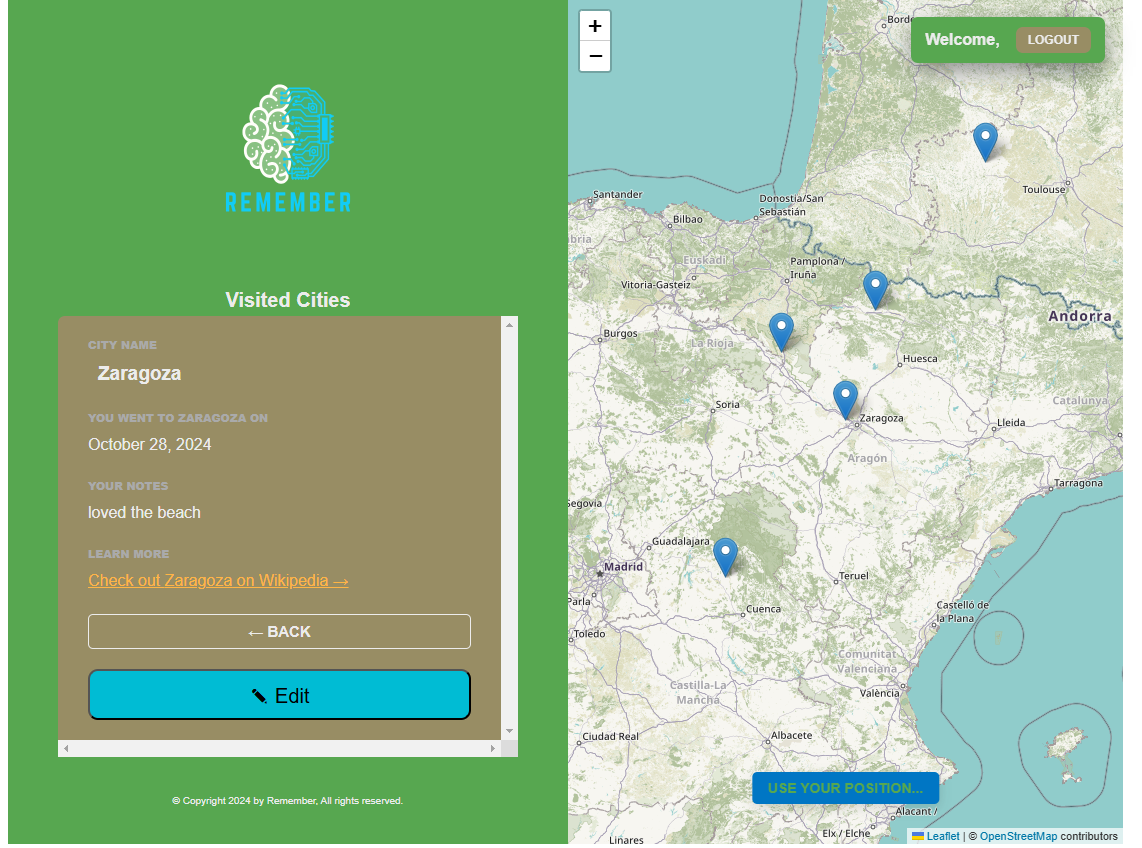 REMEMBER
Visited Cities
CITY NAME
Zaragoza
YOU WENT TO ZARAGOZA ON
October 28, 2024
YOUR NOTES
loved the beach
LEARN MORE
Check out Zaragoza on Wikipedia →
← BACK
Edit
© Copyright 2024 by Remember, All rights reserved.
+
−
Borde
Welcome,
LOGOUT
Toulouse
Santander
Donostia/San
Sebastián
Bilbao
bria
Euskadi
Pamplona /
Iruña
Vitoria-Gasteiz
Andorra
Burgos
La Rioja
Huesca
Catalunya
Soria
Zaragoza
Lleida
Aragón
Tarragona
Segovia
Guadalajara
Madrid
Teruel
Parla
Cuenca
Castelló de
la Plana
Toledo
Comunitat
Valenciana
Castilla-La
Mancha
València
Ciudad Real
Albacete
USE YOUR POSITION...
Alacant /
Elx / Elche
Linares
Leaflet | © OpenStreetMap contributors